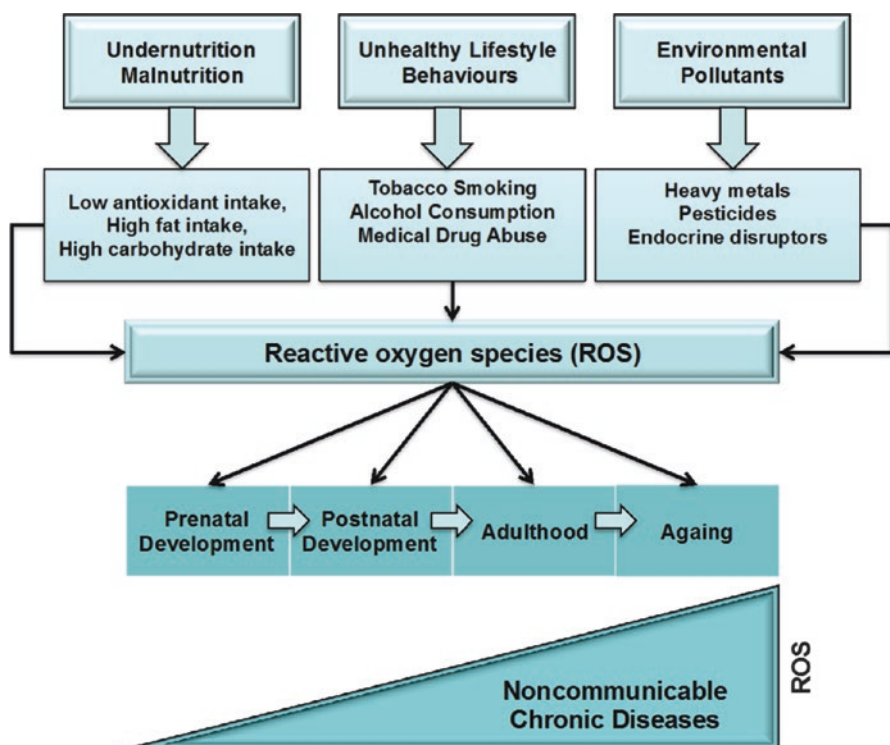 Undernutrition
Malnutrition
Unhealthy Lifestyle
Behaviours
Environmental
Pollutants
Low antioxidant intake,
High fat intake,
High carbohydrate intake
Tobacco Smoking
Alcohol Consumption
Medical Drug Abuse
Heavy metals
Pesticides
Endocrine disruptors
Reactive oxygen species (ROS)
Prenatal
Development
Postnatal
Development
Adulthood
Againg
Noncommunicable
Chronic Diseases
ROS